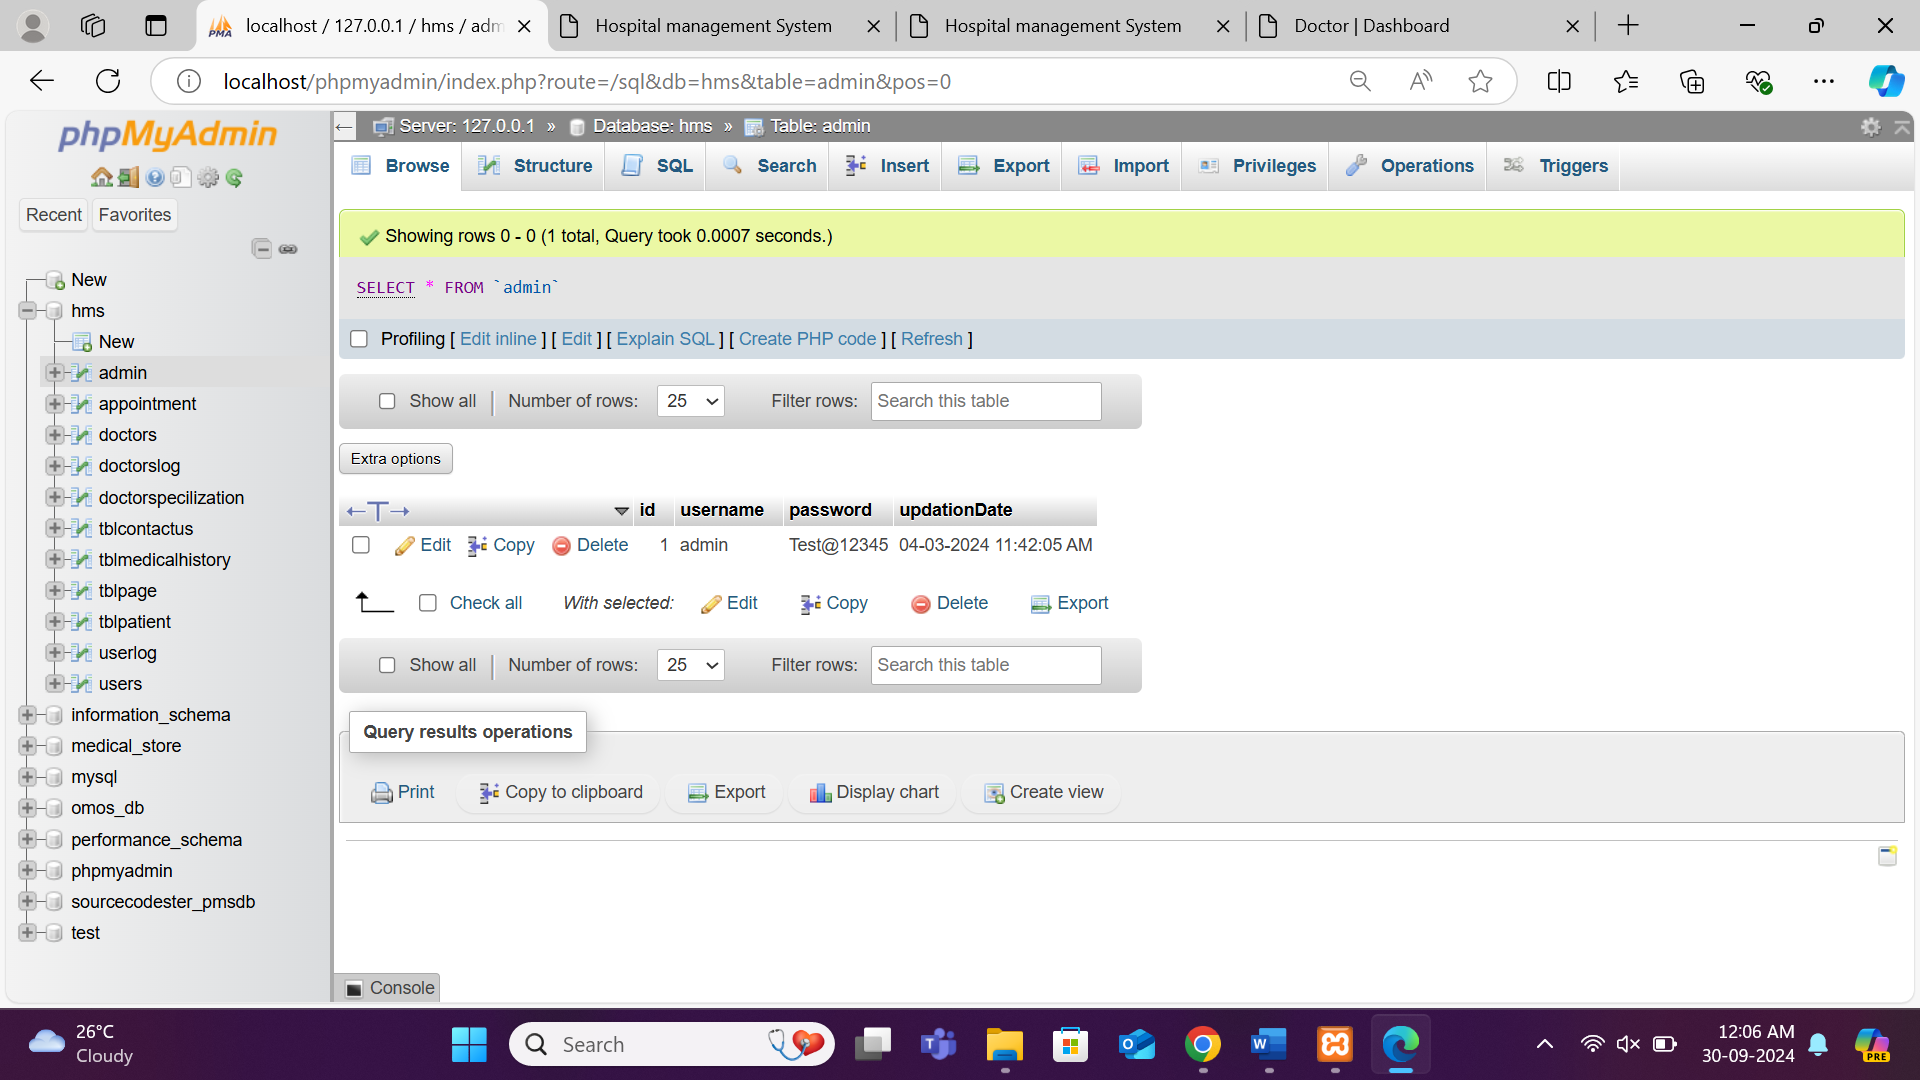 localhost / 127.0.0.1 / hms / adm
Hospital management System
Hospital management System
Doctor | Dashboard
localhost/phpmyadmin/index.php?route=/sql&db=hms&table=admin&pos=0
phpMyAdmin
Recent Favorites
New
hms
New
admin
appointment
doctors
doctorslog
doctorspecilization
tblcontactus
tblmedicalhistory
tblpage
tblpatient
userlog
users
information_schema
medical_store
mysql
omos_db
performance_schema
phpmyadmin
sourcecodester_pmsdb
test
Server: 127.0.0.1 » Database: hms » Table: admin
Browse Structure SQL Search Insert Export Import Privileges Operations Triggers
Showing rows 0 - 0 (1 total, Query took 0.0007 seconds.)
SELECT * FROM `admin`
Profiling [ Edit inline ] [ Edit ] [ Explain SQL ] [ Create PHP code ] [ Refresh ]
Show all | Number of rows: 25 Filter rows: Search this table
Extra options
←T→ id username password updationDate
Edit Copy Delete 1 admin Test@12345 04-03-2024 11:42:05 AM
Check all With selected: Edit Copy Delete Export
Show all | Number of rows: 25 Filter rows: Search this table
Query results operations
Print Copy to clipboard Export Display chart Create view
Console
26°C
Cloudy
Search
PRE
12:06 AM
30-09-2024